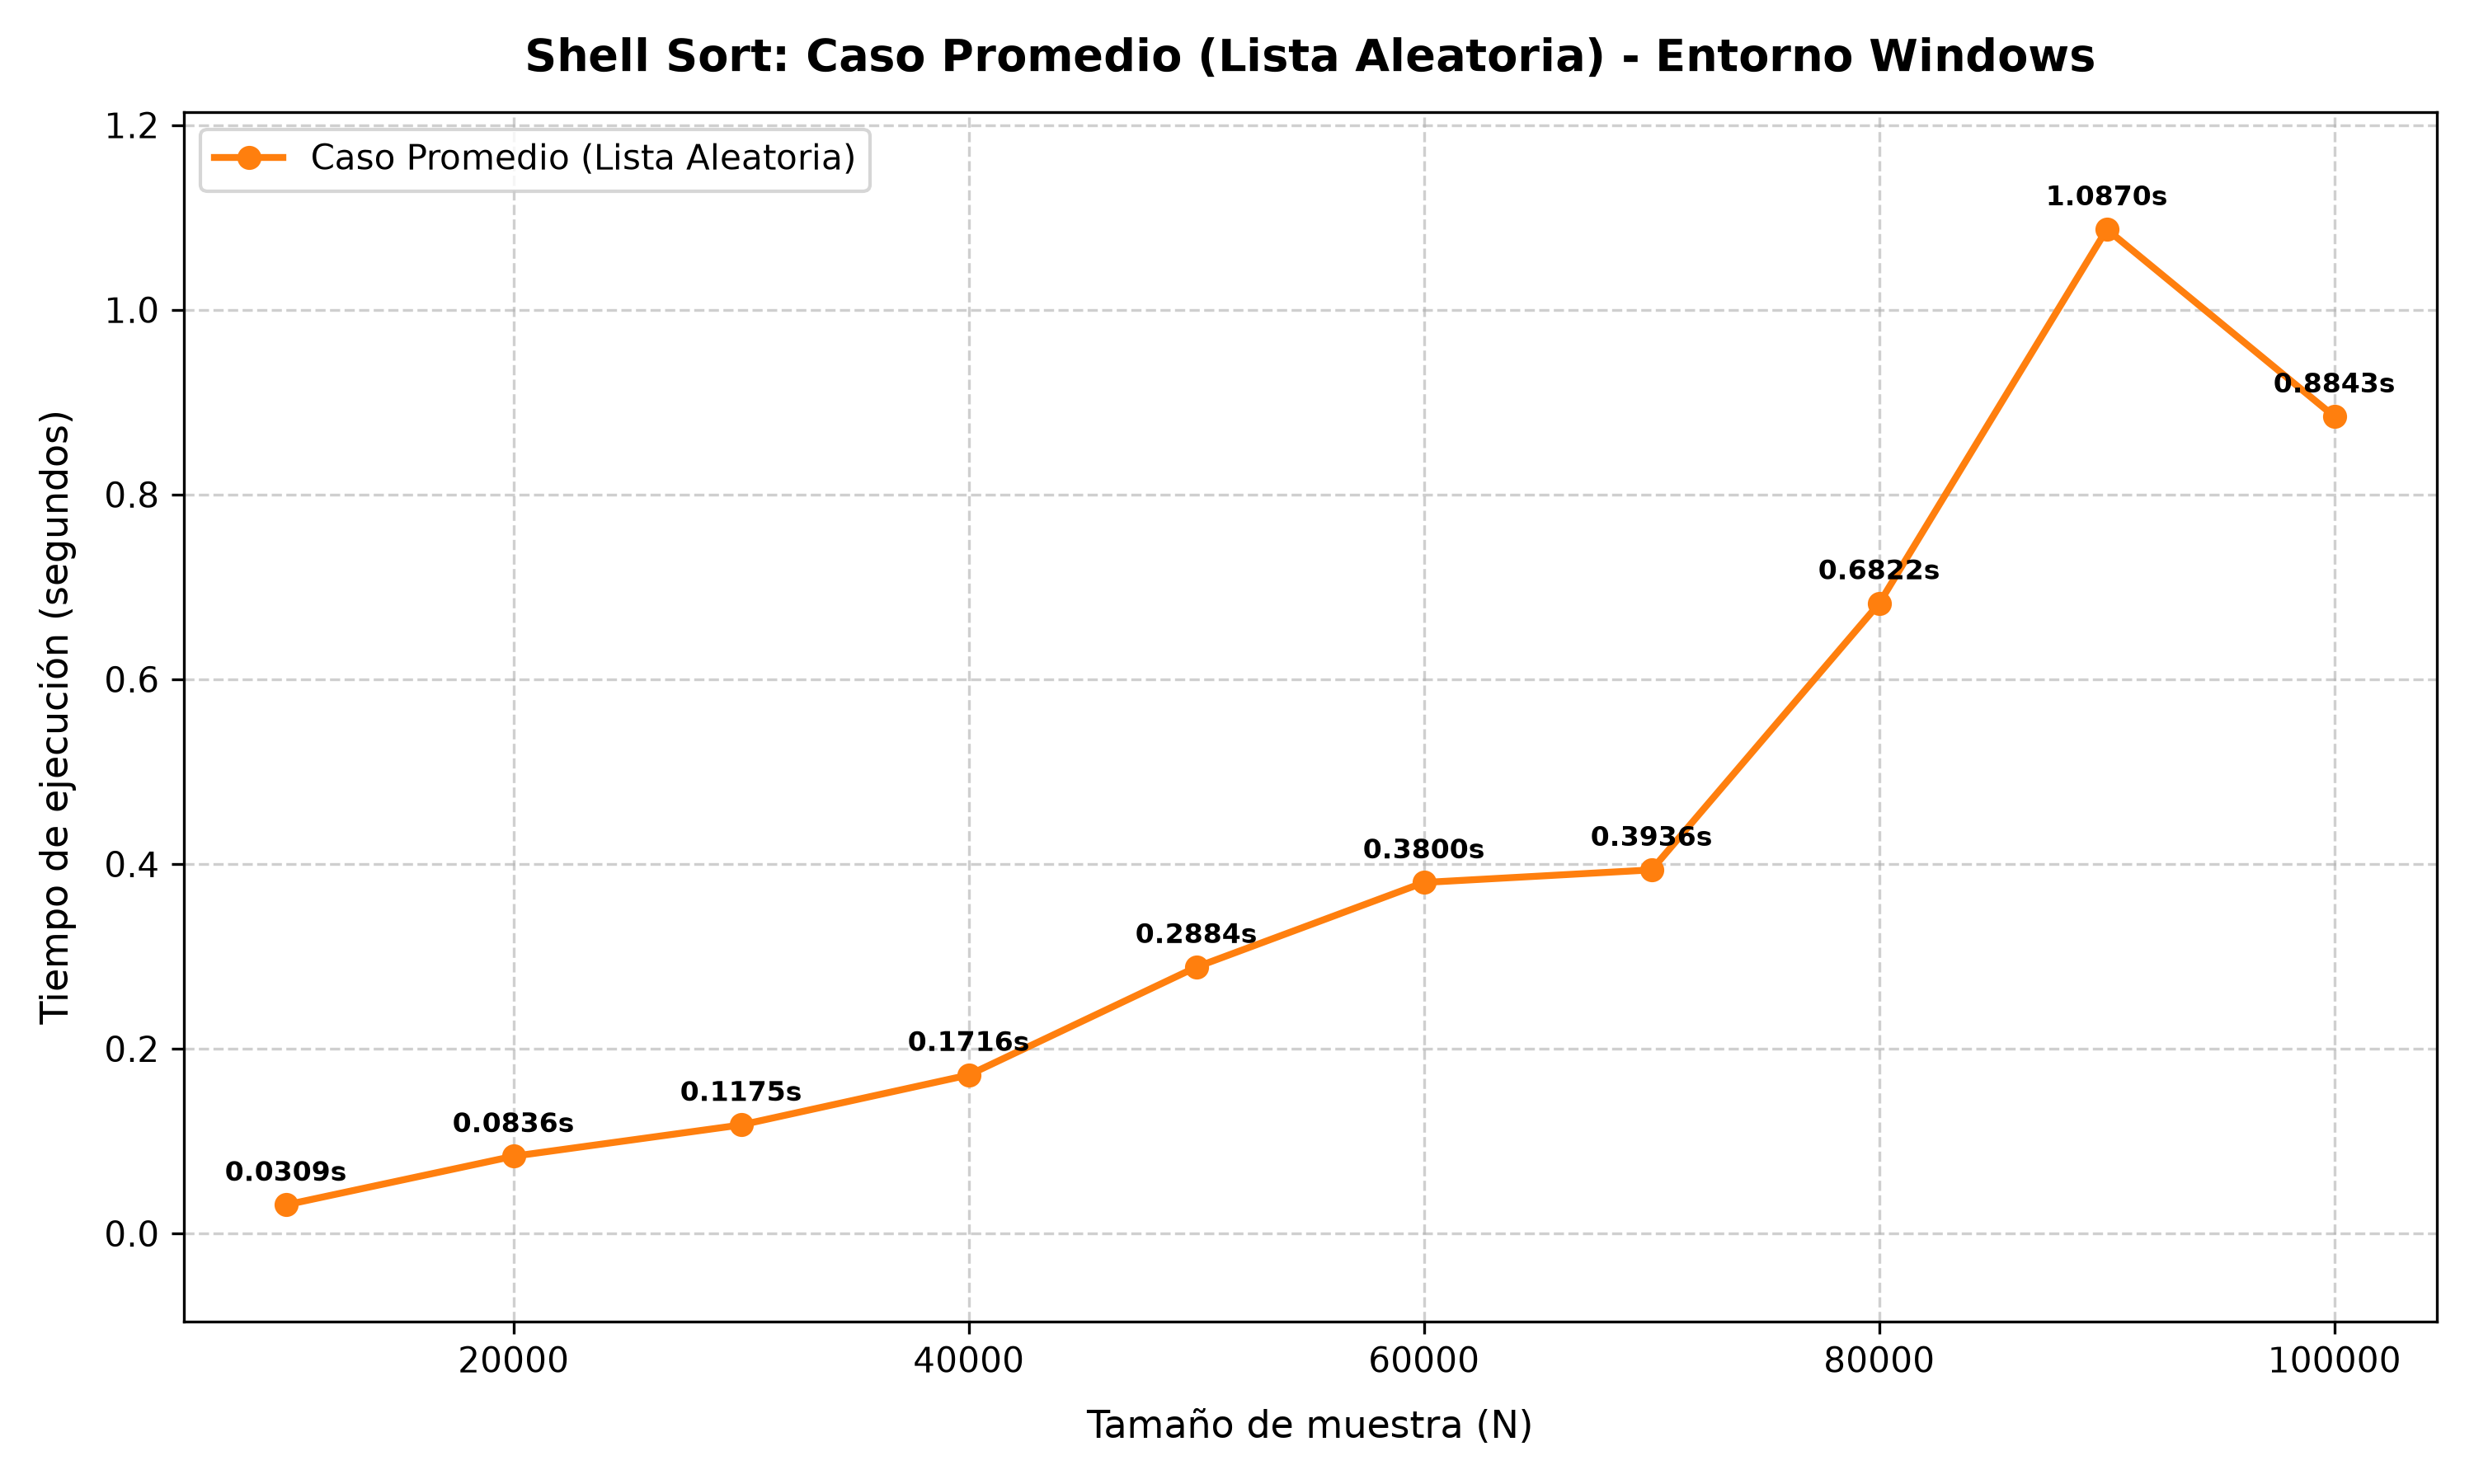 Shell Sort: Caso Promedio (Lista Aleatoria) - Entorno Windows
Caso Promedio (Lista Aleatoria)
Tiempo de ejecución (segundos)
1.2
1.0
0.8
0.6
0.4
0.2
0.0
0.0309s
0.0836s
0.1175s
0.1716s
0.2884s
0.3800s
0.3936s
0.6822s
1.0870s
0.8843s
20000
40000
60000
80000
100000
Tamaño de muestra (N)